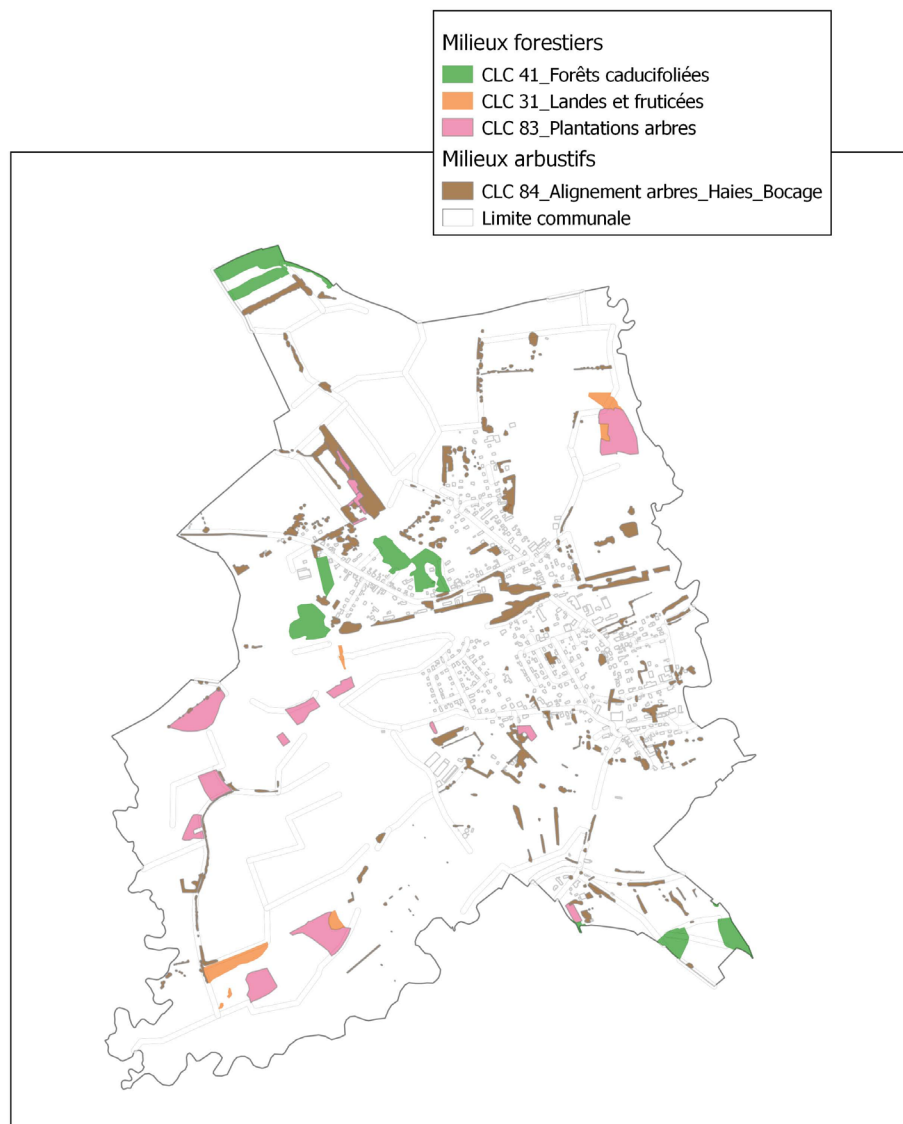 Milieux forestiers
CLC 41_Forêts caducifoliées
CLC 31_Landes et fruticées
CLC 83_Plantations arbres
Milieux arbustifs
CLC 84_Alignement arbres_Haies_Bocage
Limite communale